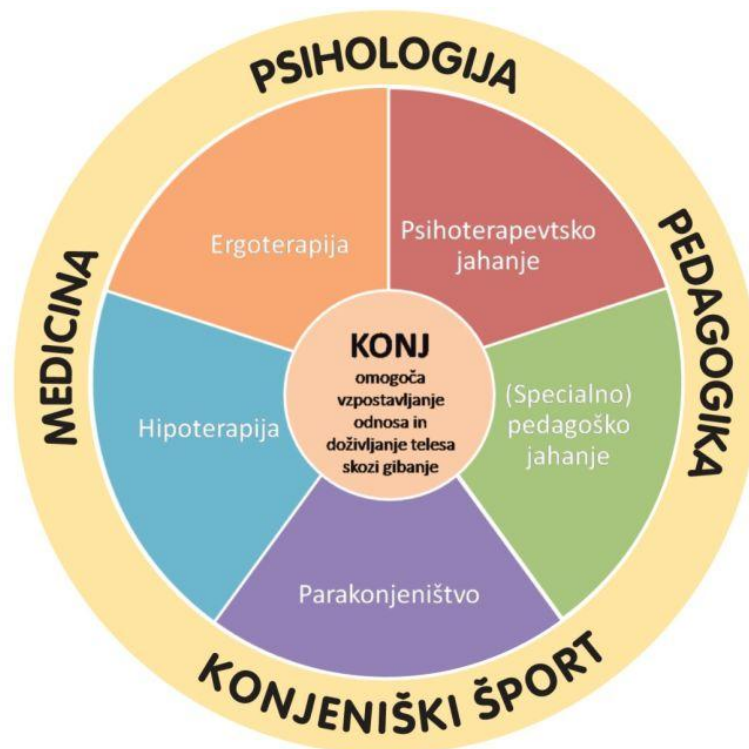 PSIHOLOGIJA
PEDAGOGIKA
KONJENIŠKI ŠPORT
MEDICINA
Ergoterapija
Psihoterapevtsko
jahanje
(Specialno)
pedagoško
jahanje
Parakonjeništvo
Hipoterapija
KONJ
omogoča
vzpostavljanje
odnosa in
doživljanje telesa
skozi gibanje